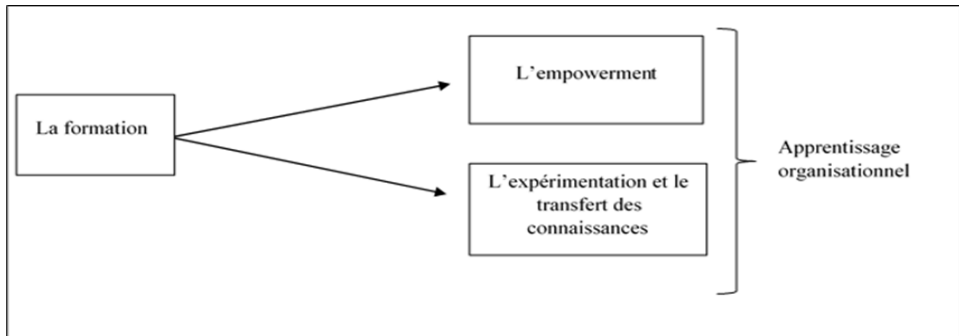 La formation
L'empowerment
L'expérimentation et le
transfert des
connaissances
Apprentissage
organisationnel